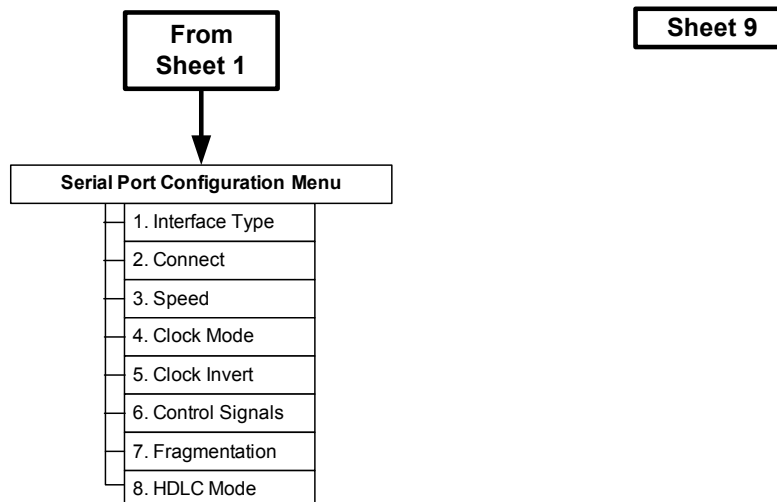 From
Sheet 1
Sheet 9
Serial Port Configuration Menu
1. Interface Type
2. Connect
3. Speed
4. Clock Mode
5. Clock Invert
6. Control Signals
7. Fragmentation
8. HDLC Mode